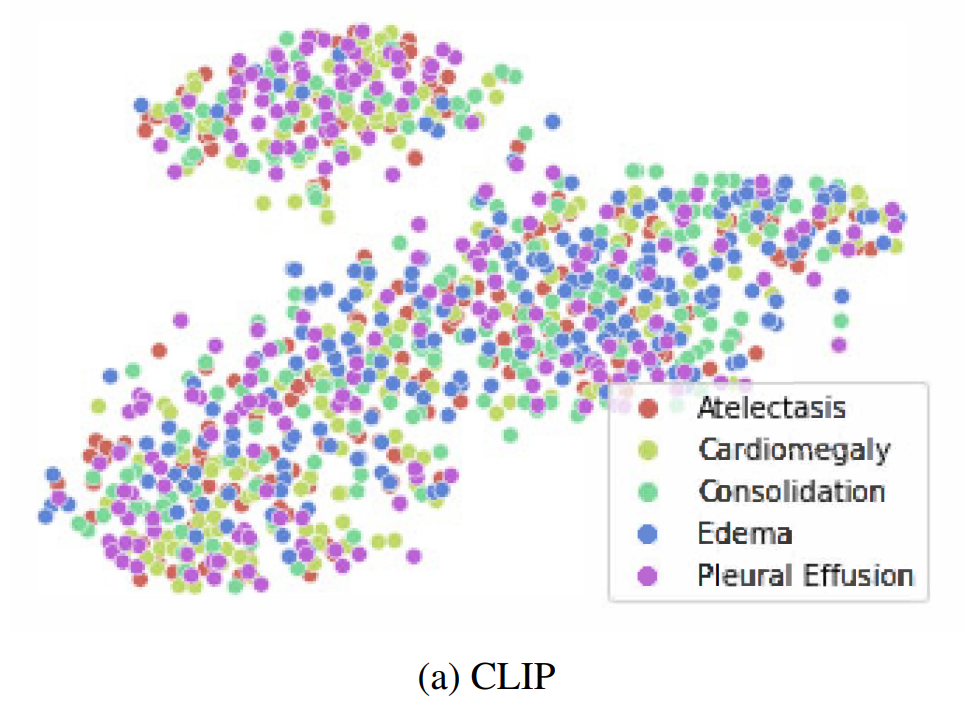 Atelectasis
Cardiomegaly
Consolidation
Edema
Pleural Effusion
(a) CLIP